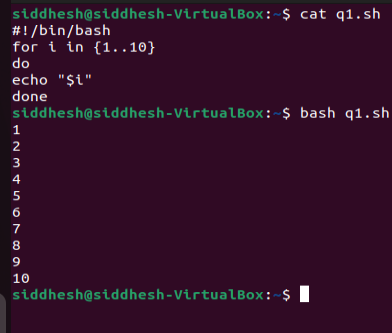 siddhesh@siddhesh-VirtualBox:~$ cat q1.sh
#!/bin/bash
for i in {1..10}
do
echo "$i"
done
siddhesh@siddhesh-VirtualBox:~$ bash q1.sh
1
2
3
4
5
6
7
8
9
10
siddhesh@siddhesh-VirtualBox:~$